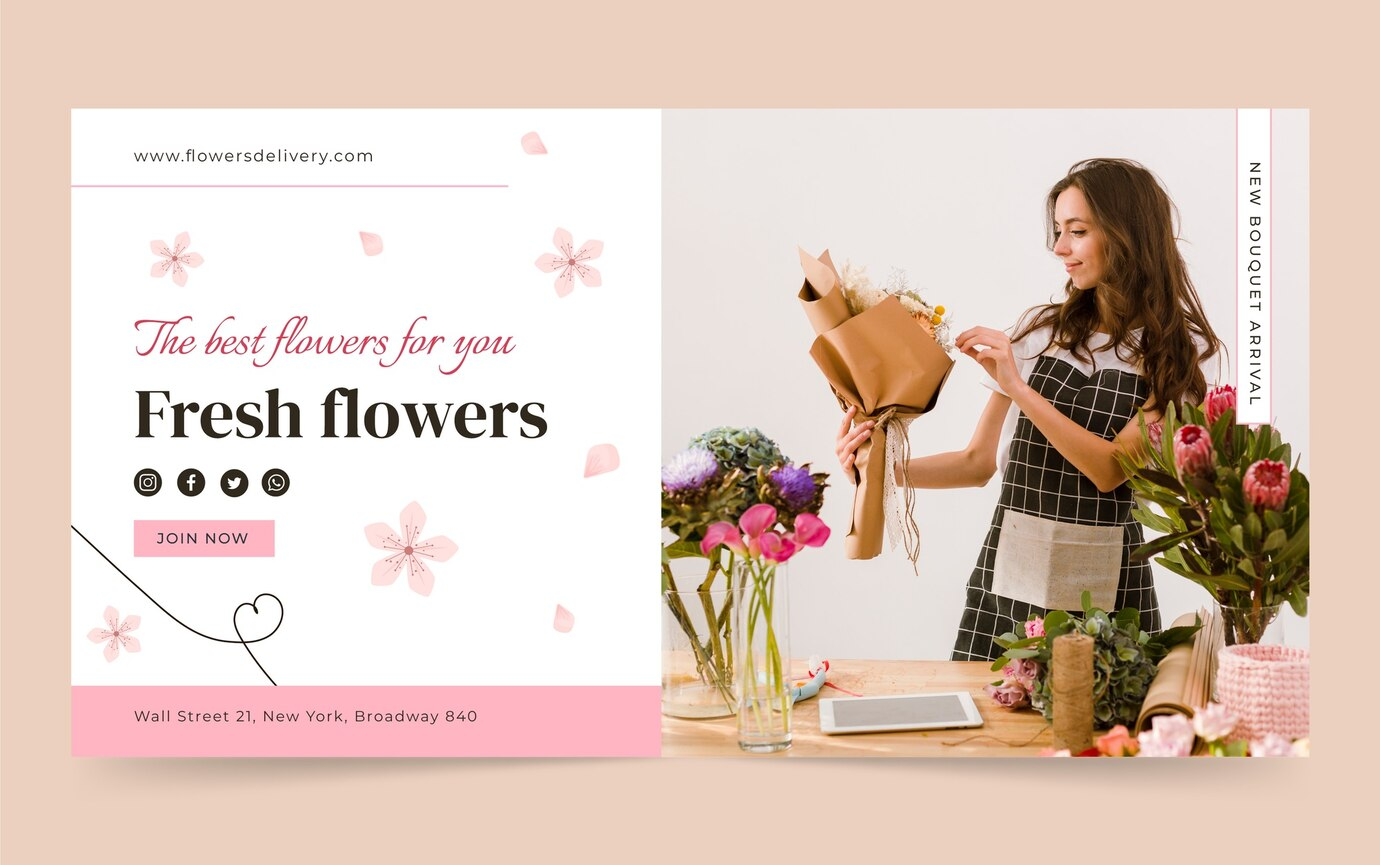 www.flowersdelivery.com
The best flowers for you
Fresh flowers
JOIN NOW
Wall Street 21, New York, Broadway 840
NEW BOUQUET ARRIVAL